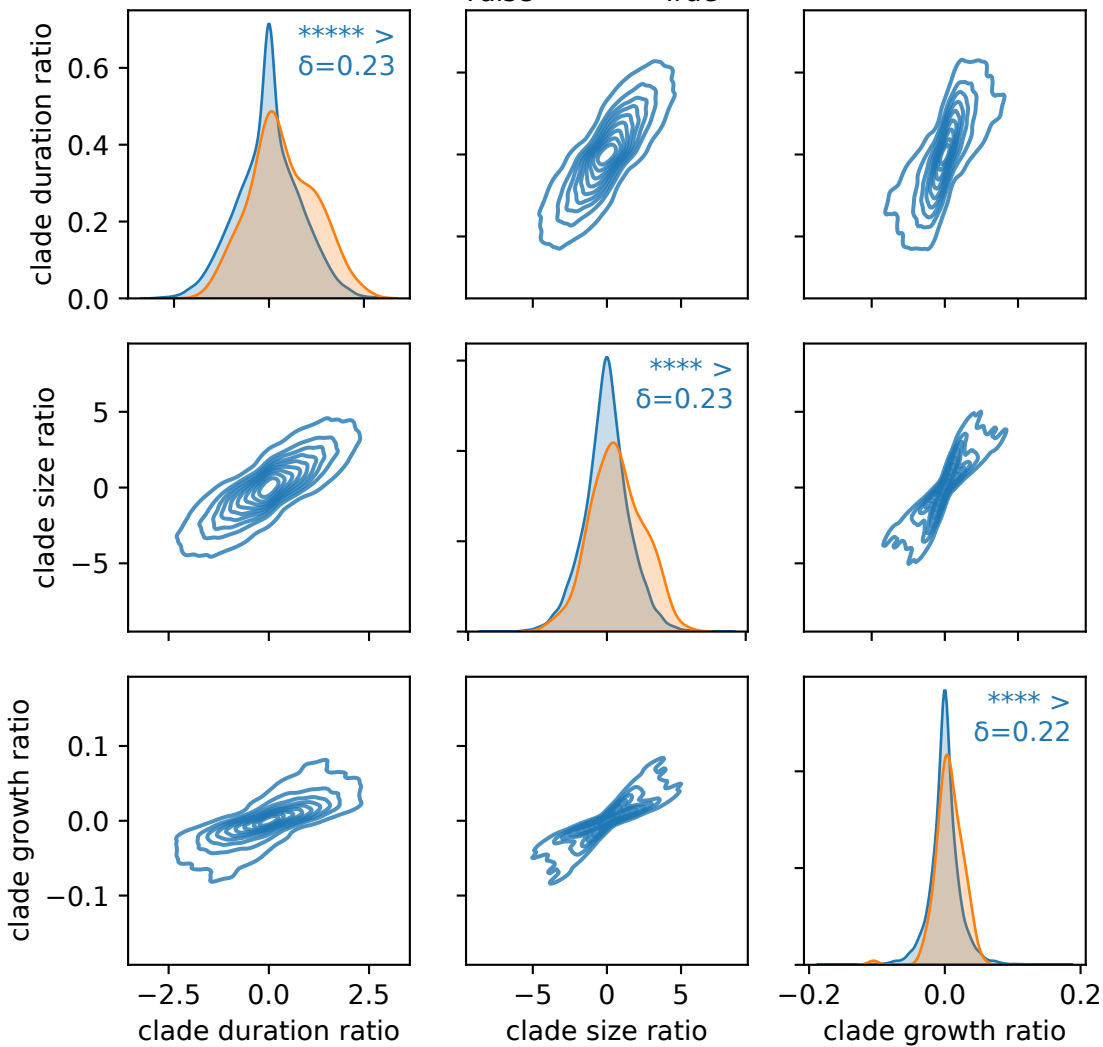 clade duration ratio
0.6
0.4
0.2
0.0
***** >
δ=0.23
clade size ratio
5
0
−5
**** >
δ=0.23
clade growth ratio
0.1
0.0
−0.1
**** >
δ=0.22
−2.5 0.0 2.5
−5 0 5
−0.2 0.0 0.2
clade duration ratio
clade size ratio
clade growth ratio